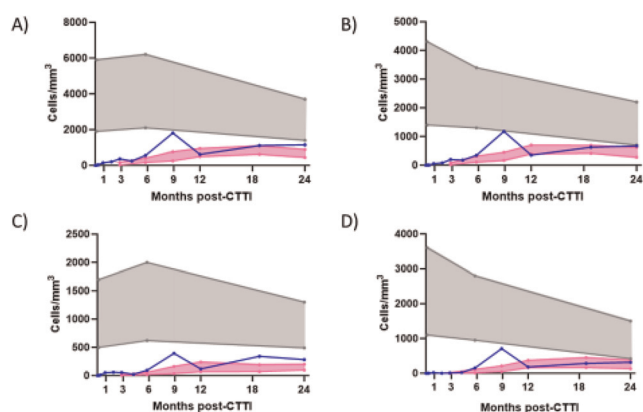 A)
8000
6000
4000
2000
0
Cells/mm³
1 3 6 9 12 18 24
Months post-CTTI
B)
5000
4000
3000
2000
1000
0
Cells/mm³
1 3 6 9 12 18 24
Months post-CTTI
C)
2500
2000
1500
1000
500
0
Cells/mm³
1 3 6 9 12 18 24
Months post-CTTI
D)
4000
3000
2000
1000
0
Cells/mm³
1 3 6 9 12 18 24
Months post-CTTI